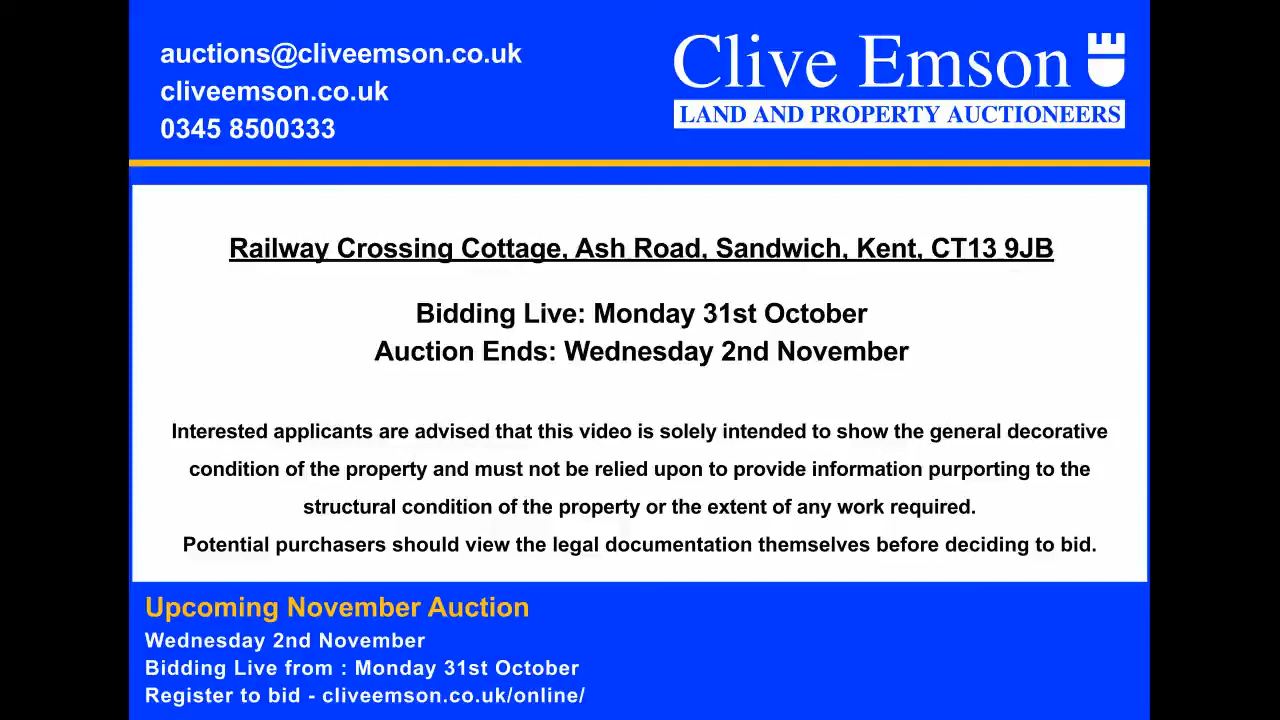 auctions@cliveemson.co.uk
cliveemson.co.uk
0345 8500333
Clive Emson
LAND AND PROPERTY AUCTIONEERS
Railway Crossing Cottage, Ash Road, Sandwich, Kent, CT13 9JB
Bidding Live: Monday 31st October
Auction Ends: Wednesday 2nd November
Interested applicants are advised that this video is solely intended to show the general decorative
condition of the property and must not be relied upon to provide information purporting to the
structural condition of the property or the extent of any work required.
Potential purchasers should view the legal documentation themselves before deciding to bid.
Upcoming November Auction
Wednesday 2nd November
Bidding Live from : Monday 31st October
Register to bid - cliveemson.co.uk/online/